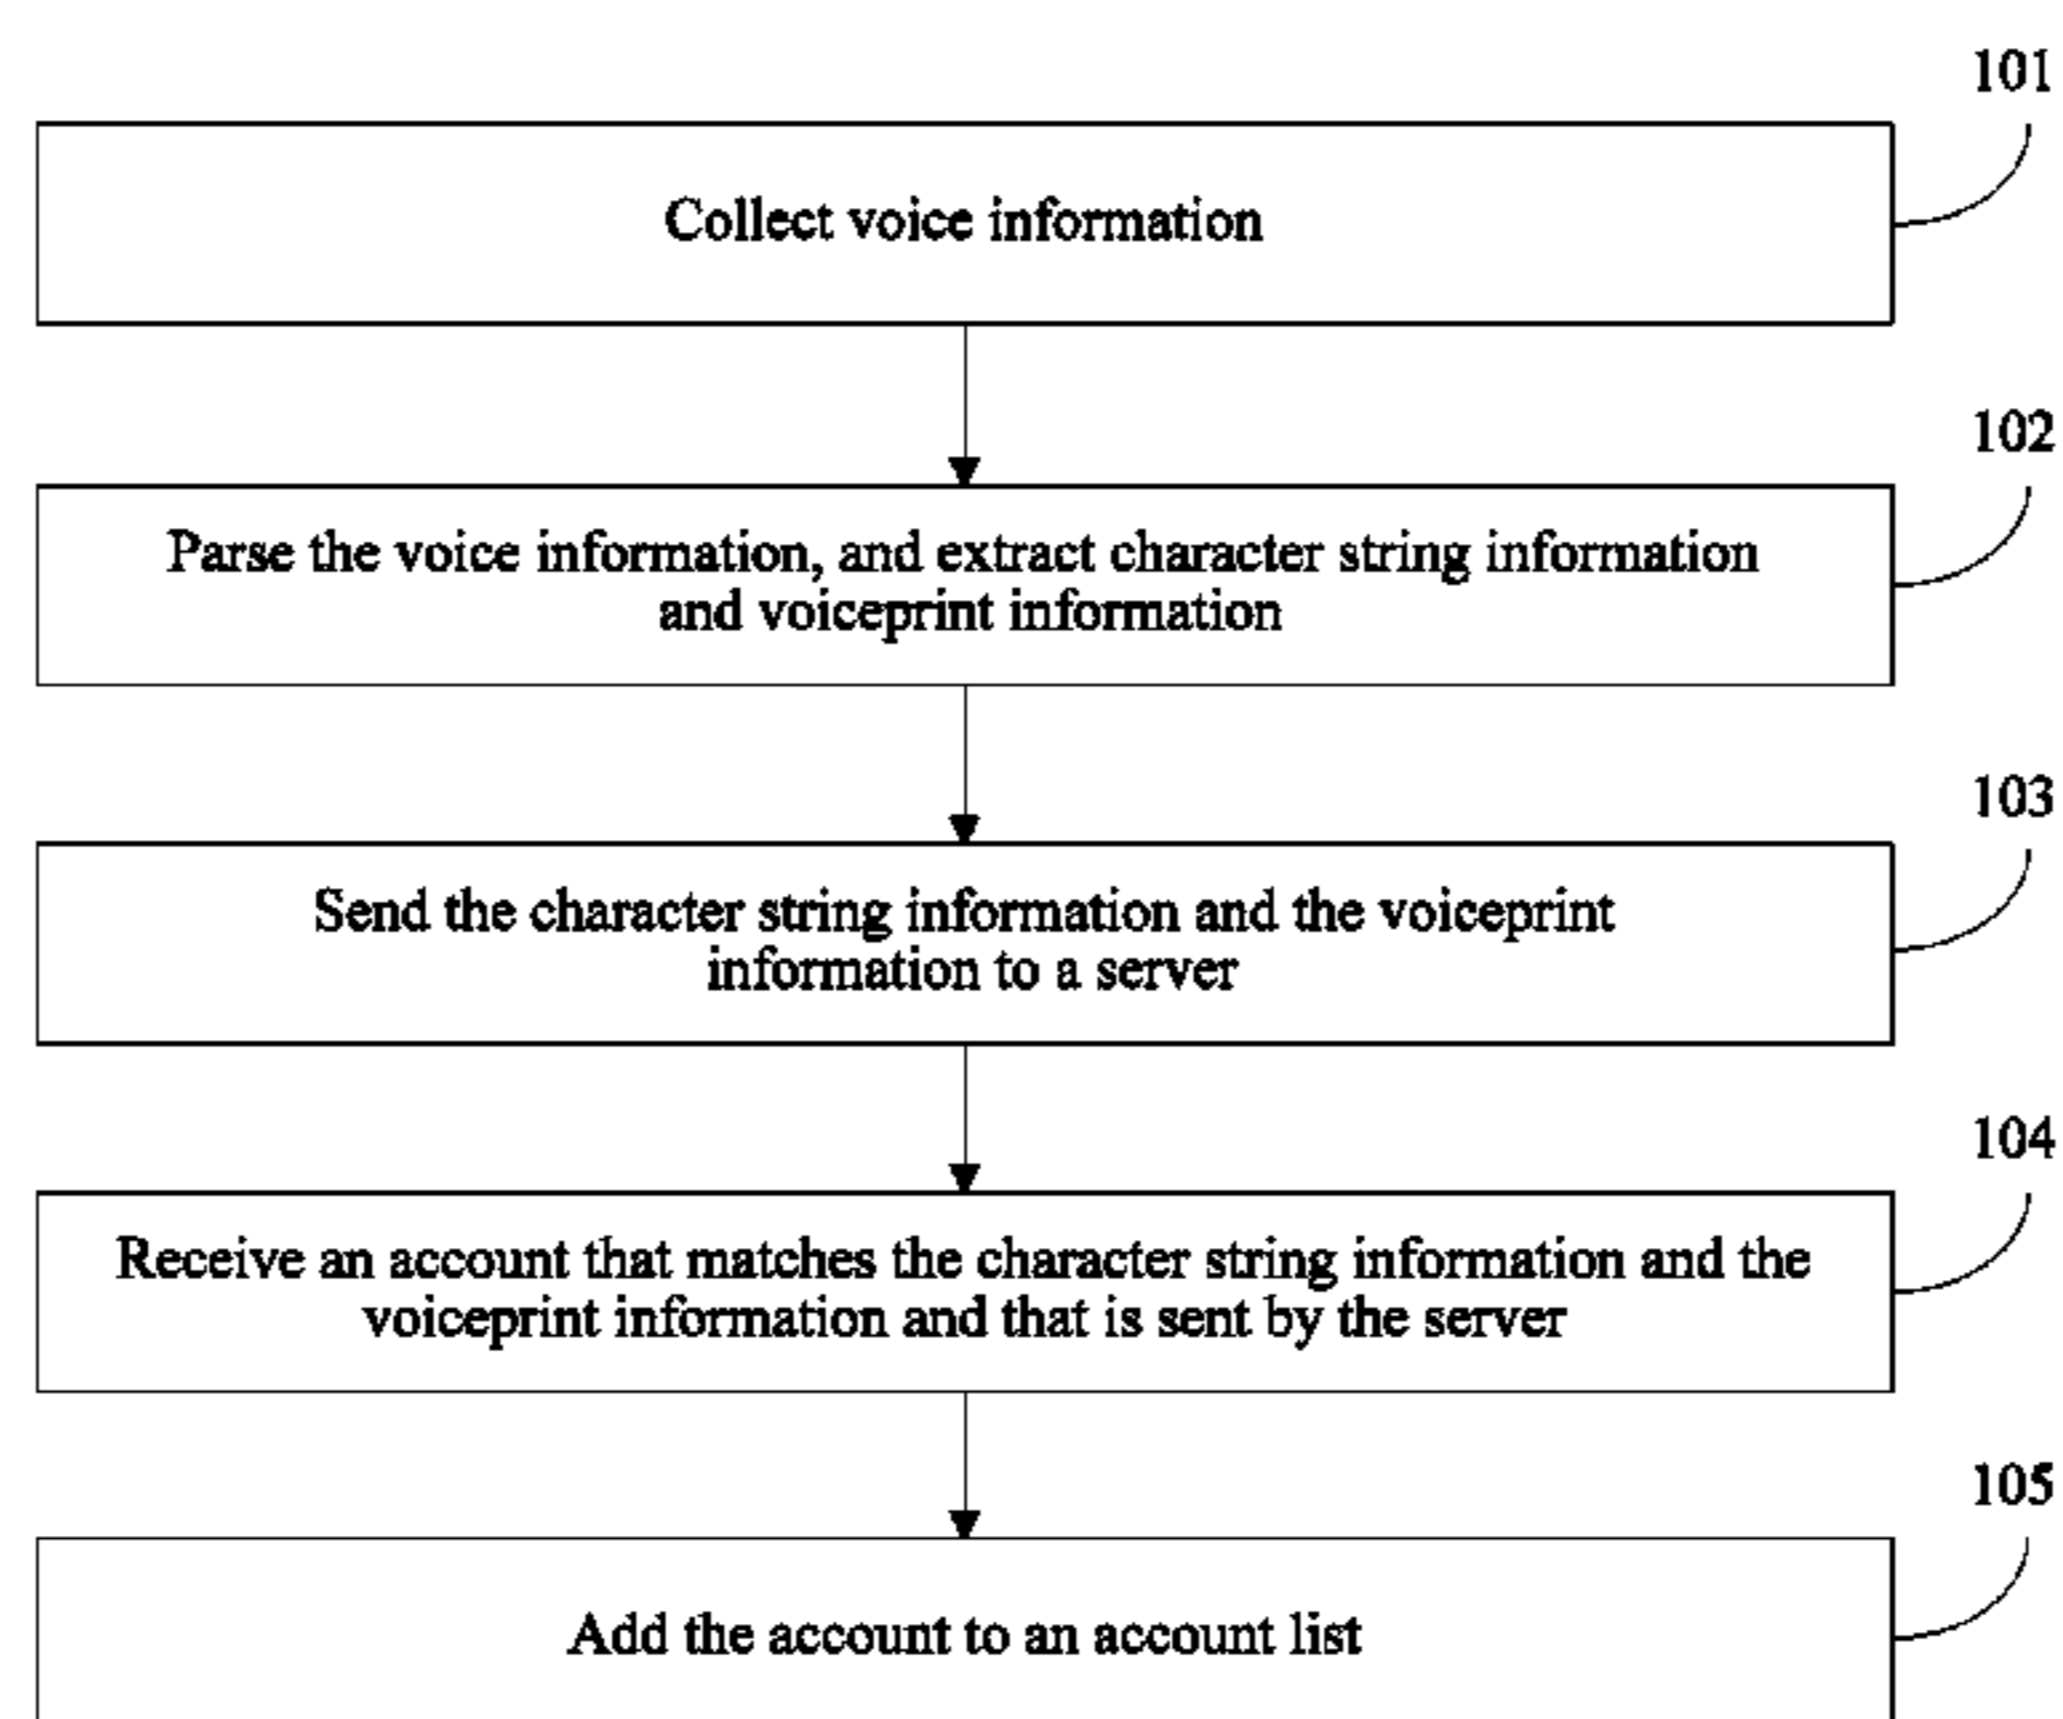 101
Collect voice information
102
Parse the voice information, and extract character string information
and voiceprint information
103
Send the character string information and the voiceprint
information to a server
104
Receive an account that matches the character string information and the
voiceprint information and that is sent by the server
105
Add the account to an account list